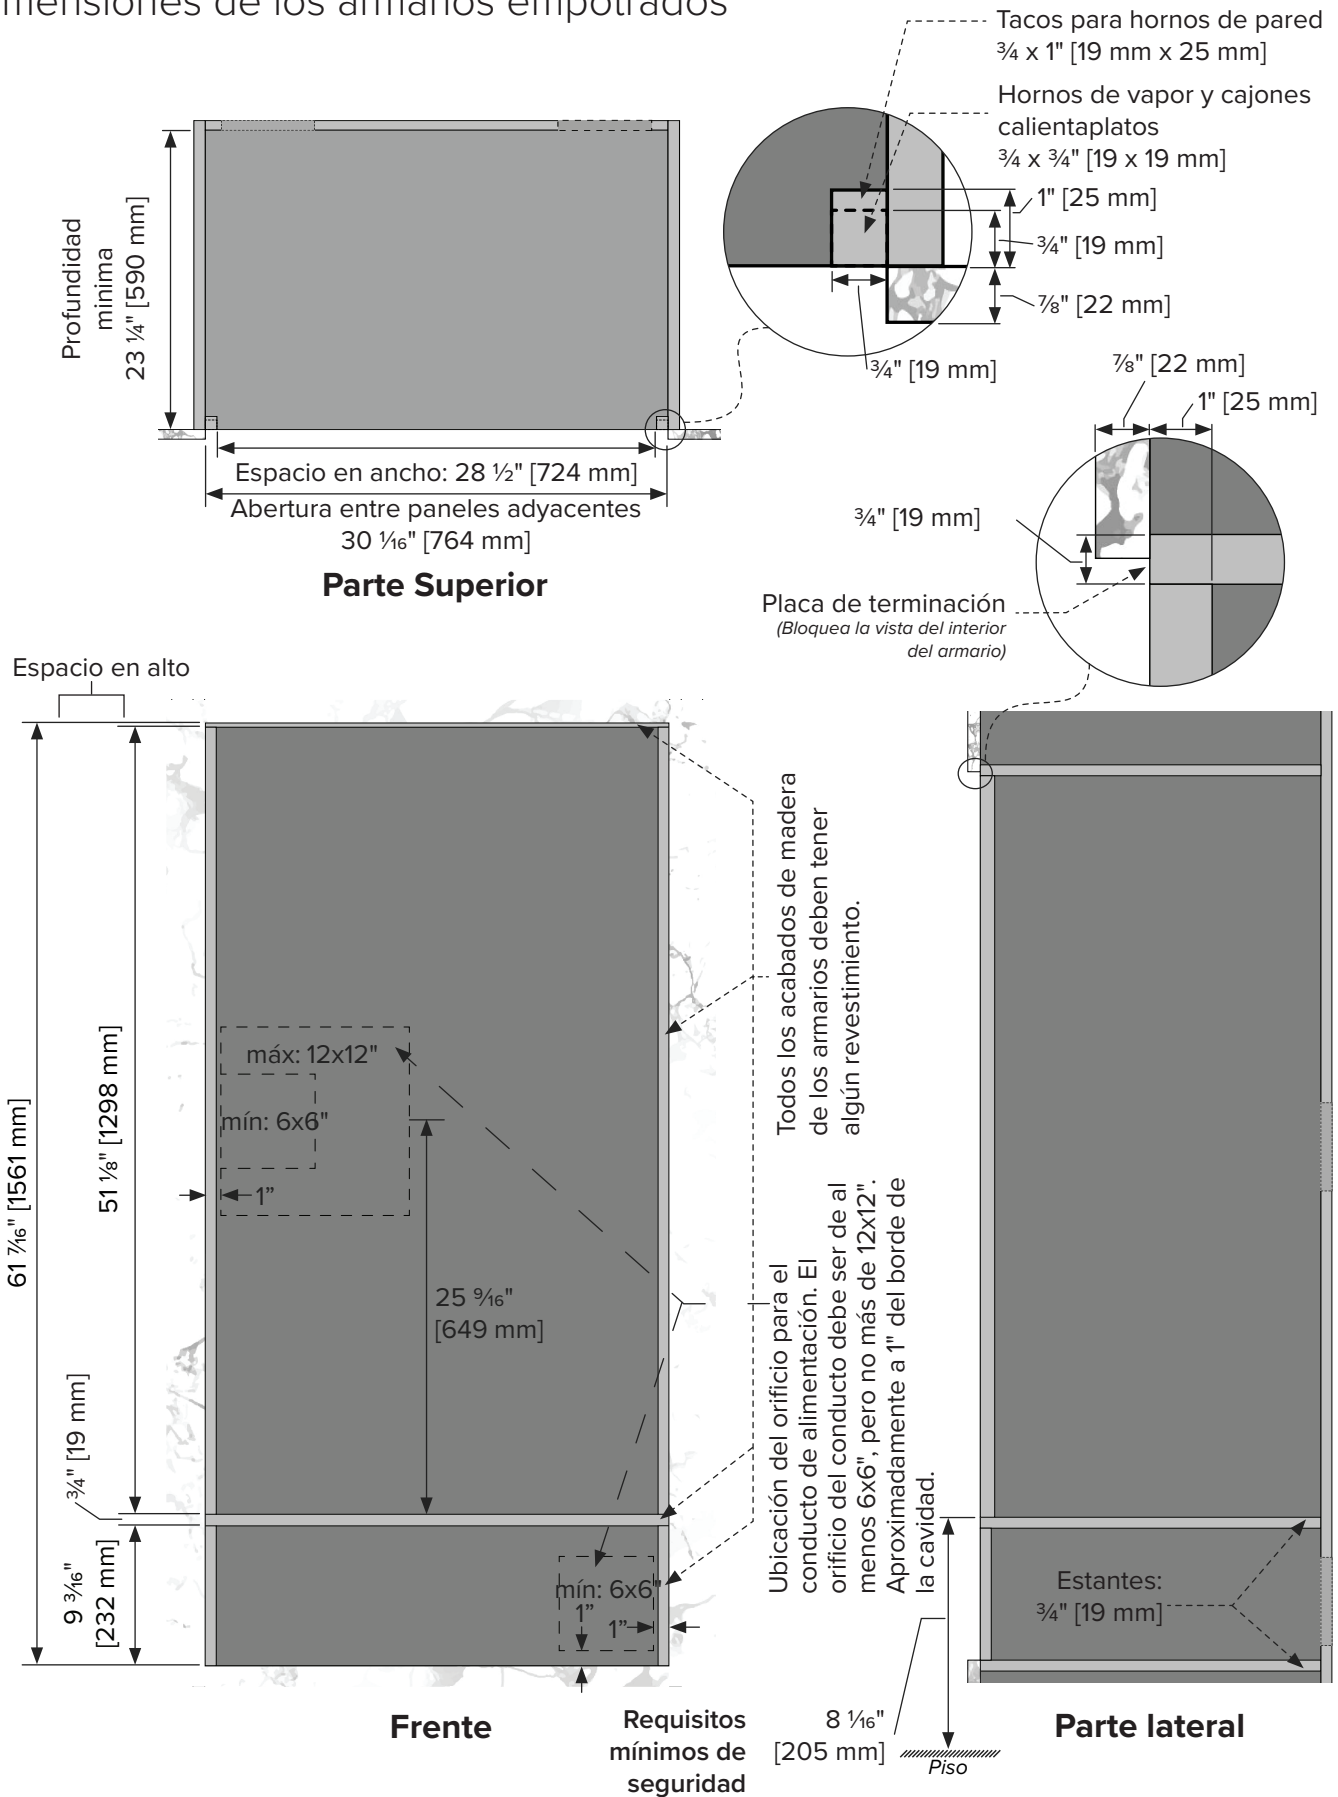 mensiones de los armarios empotrados
Tacos para hornos de pared
¾ x 1" [19 mm x 25 mm]
Hornos de vapor y cajones
calientaplatos
¾ x ¾" [19 x 19 mm]
1" [25 mm]
¾" [19 mm]
⅞" [22 mm]
¾" [19 mm]
Profundidad
minima
23 ¼" [590 mm]
Espacio en ancho: 28 ½" [724 mm]
Abertura entre paneles adyacentes
30 ¹⁄₁₆" [764 mm]
Parte Superior
⅞" [22 mm]
1" [25 mm]
¾" [19 mm]
Placa de terminación
(Bloquea la vista del interior
del armario)
Espacio en alto
61 ⁷⁄₁₆" [1561 mm]
51 ⅛" [1298 mm]
¾" [19 mm]
9 ³⁄₁₆"
[232 mm]
máx: 12x12"
mín: 6x6"
1”
25 ⁹⁄₁₆"
[649 mm]
mín: 6x6"
1”
1”
Todos los acabados de madera
de los armarios deben tener
algún revestimiento.
Ubicación del orificio para el
conducto de alimentación. El
orificio del conducto debe ser de al
menos 6x6", pero no más de 12x12".
Aproximadamente a 1" del borde de
la cavidad.
Estantes:
¾" [19 mm]
Frente
Requisitos
mínimos de
seguridad
8 ¹⁄₁₆"
[205 mm]
Piso
Parte lateral